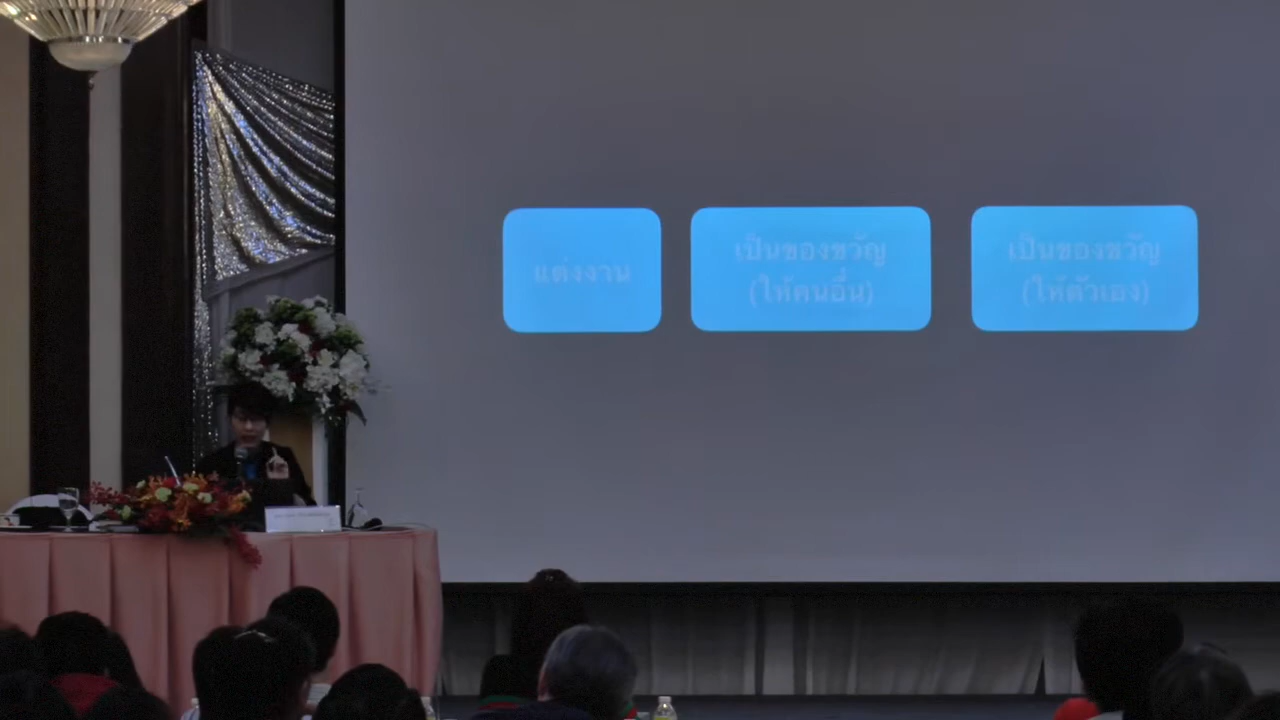 แต่งงาน
เป็นของขวัญ
(ให้คนอื่น)
เป็นของขวัญ
(ให้ตัวเอง)